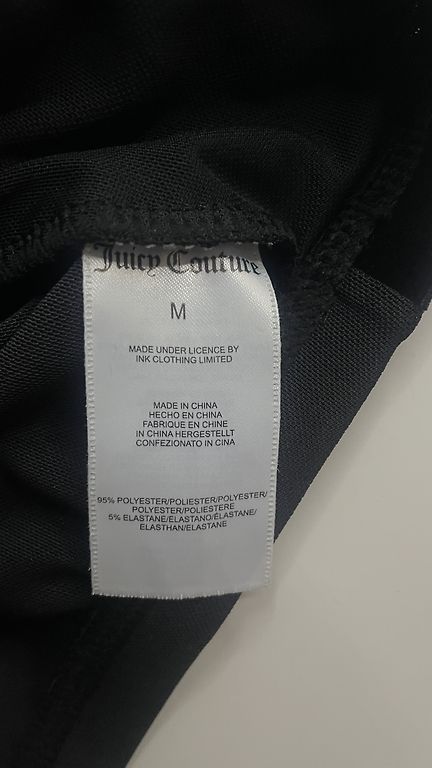 Juicy Couture
M
MADE UNDER LICENCE BY
INK CLOTHING LIMITED
MADE IN CHINA
HECHO EN CHINA
FABRIQUE EN CHINE
IN CHINA HERGESTELLT
CONFEZIONATO IN CINA
95% POLYESTER/POLIESTER/POLYESTER/
POLYESTER/POLIESTERE
5% ELASTANE/ELASTANO/ÉLASTANE/
ELASTHAN/ELASTANE